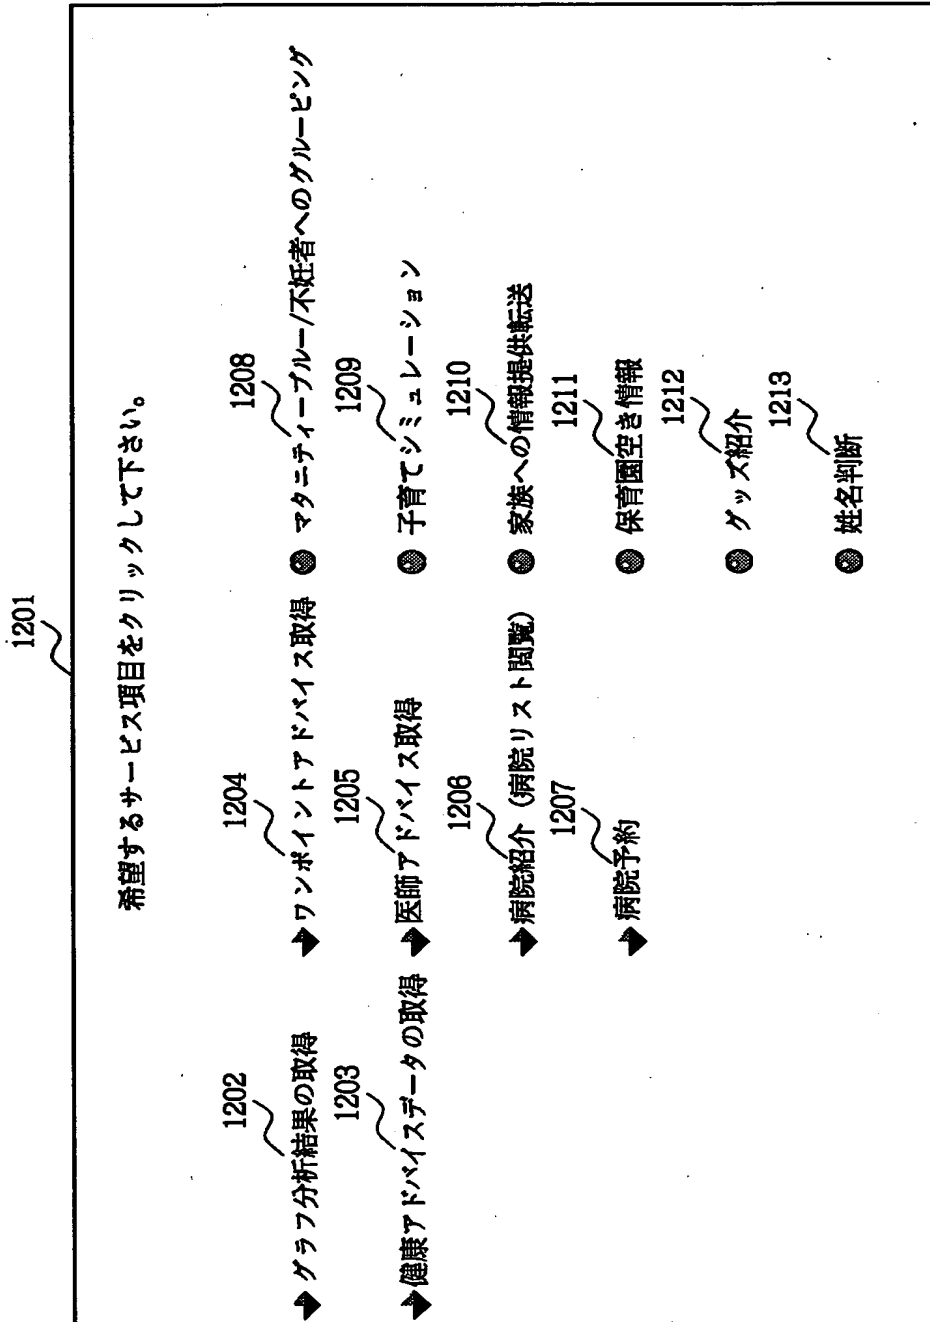 1201
希望するサービス項目をクリックして下さい。
1202
グラフ分析結果の取得
1203
健康アドバイスデータの取得
1204
ワンポイントアドバイス取得
1205
医師アドバイス取得
1206
病院紹介（病院リスト閲覧）
1207
病院予約
1208
マタニティーブルー/不妊者へのグルーピング
1209
子育てシミュレーション
1210
家族への情報提供転送
1211
保育園空き情報
1212
グッズ紹介
1213
姓名判断